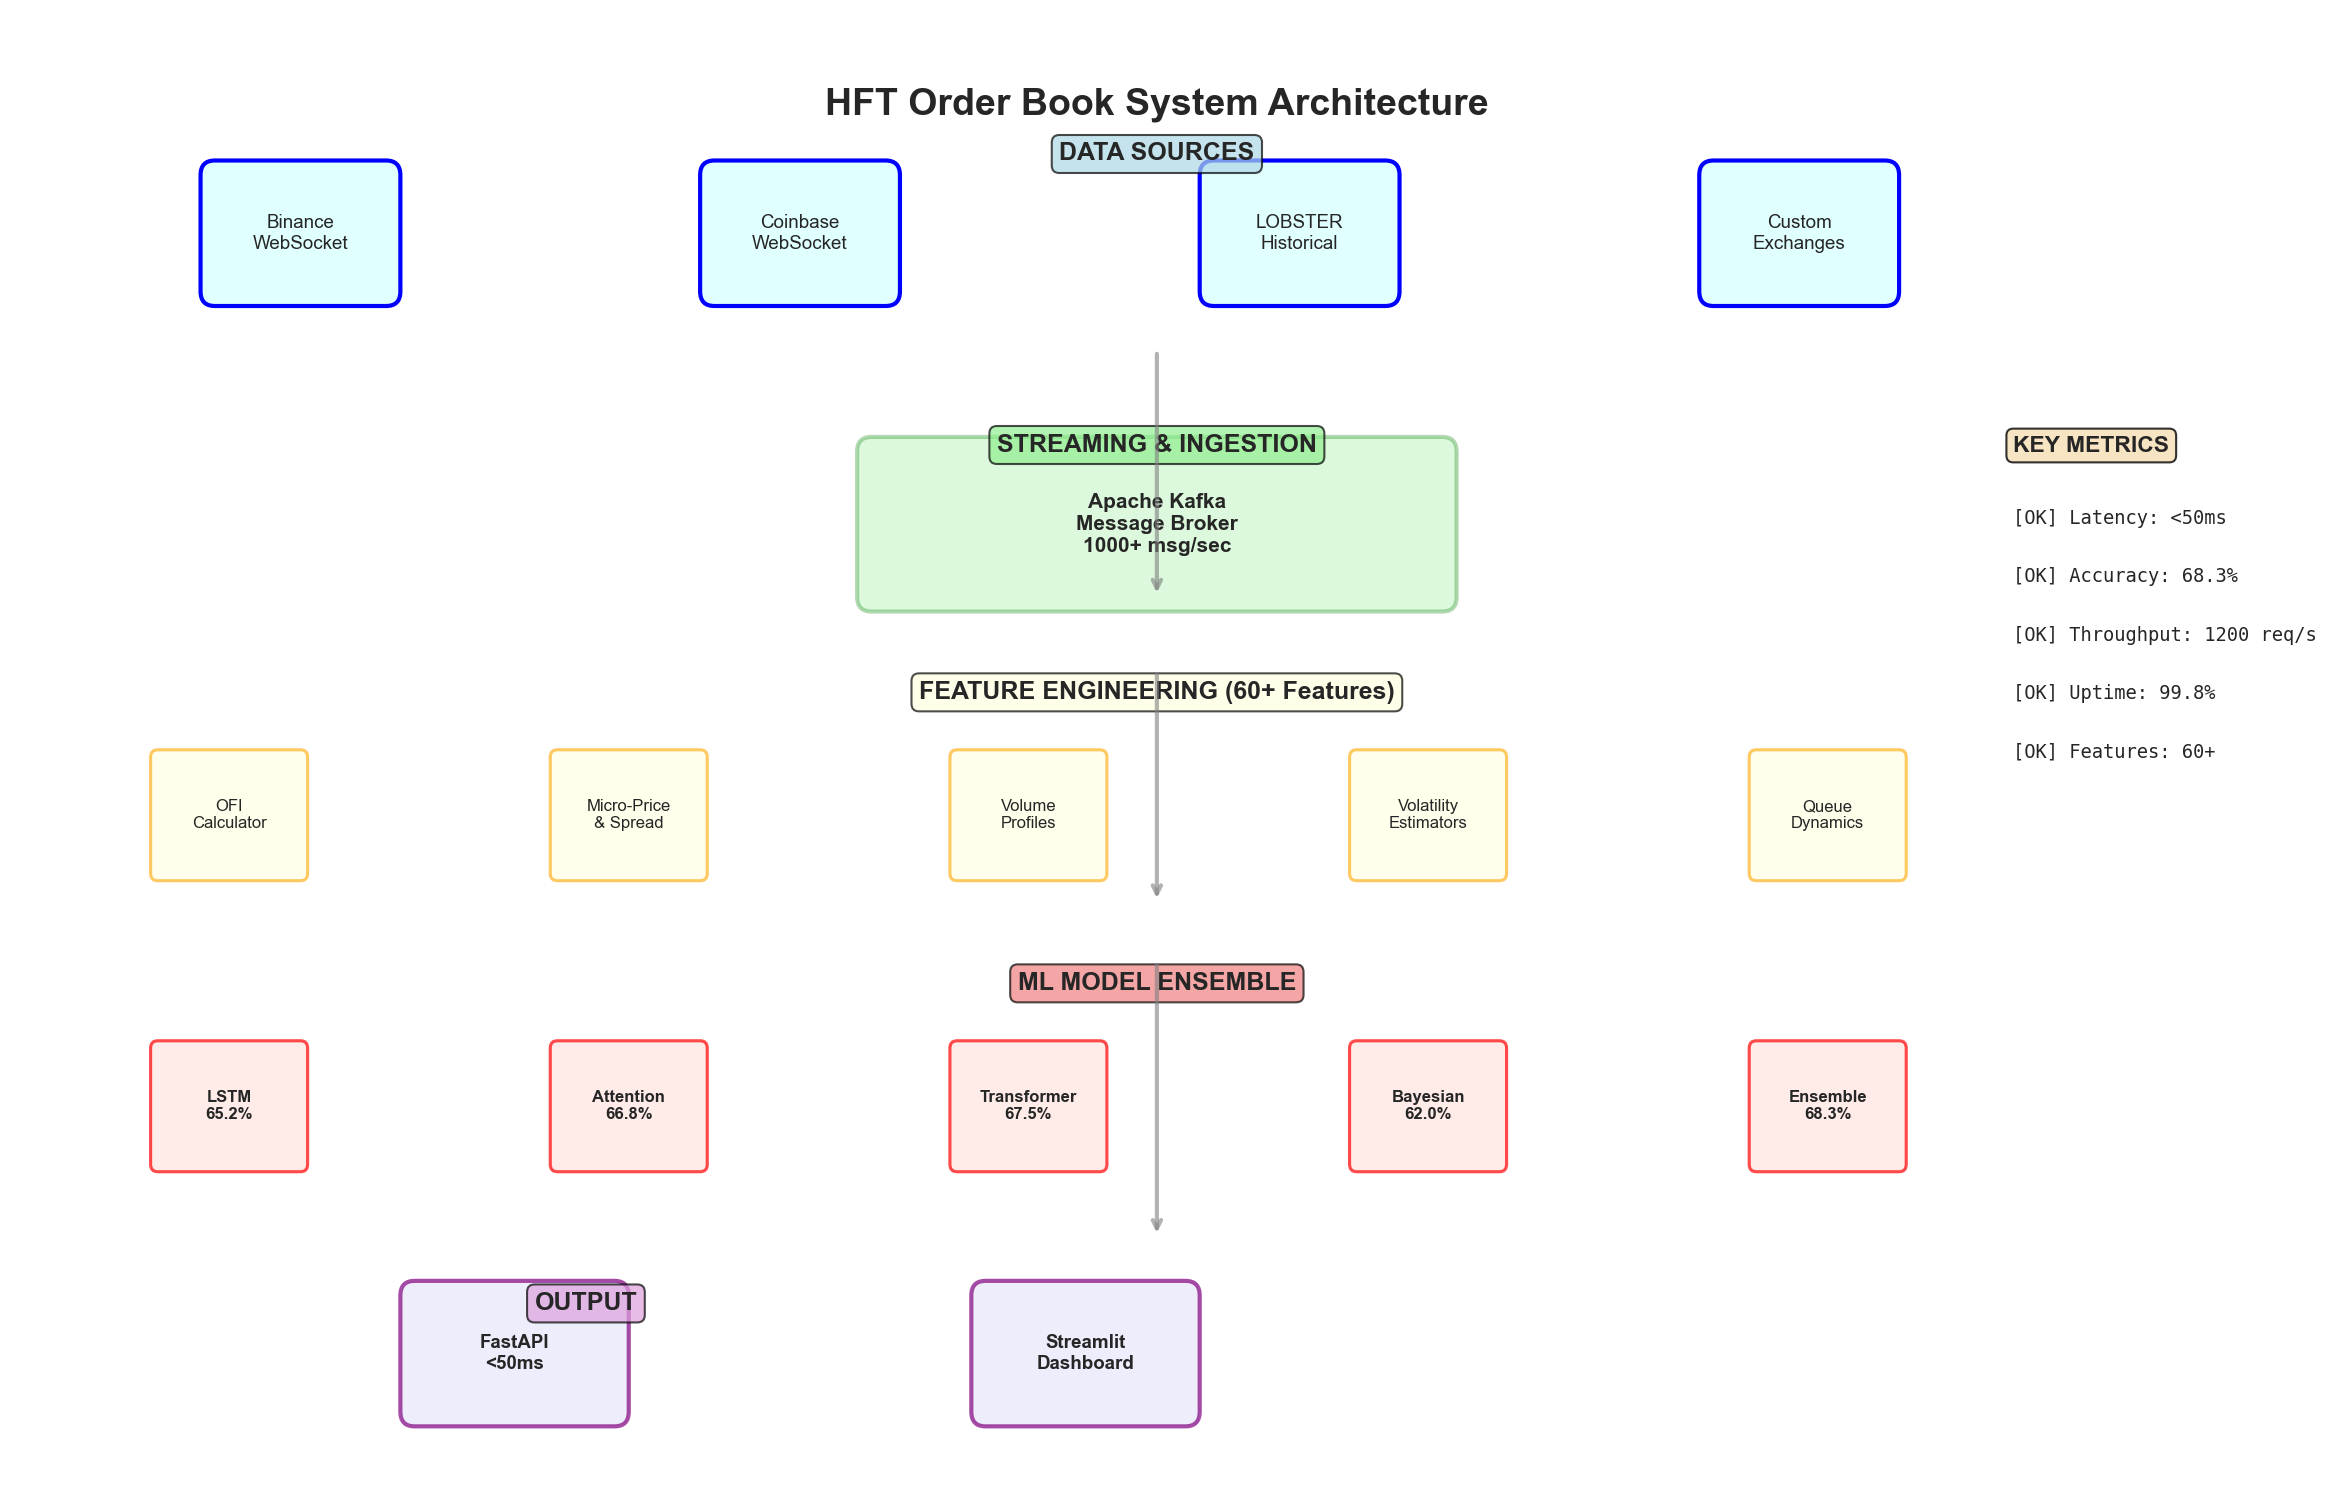 HFT Order Book System Architecture
DATA SOURCES
Binance
WebSocket
Coinbase
WebSocket
LOBSTER
Historical
Custom
Exchanges
STREAMING & INGESTION
Apache Kafka
Message Broker
1000+ msg/sec
KEY METRICS
[OK] Latency: <50ms
[OK] Accuracy: 68.3%
[OK] Throughput: 1200 req/s
[OK] Uptime: 99.8%
[OK] Features: 60+
FEATURE ENGINEERING (60+ Features)
OFI
Calculator
Micro-Price
& Spread
Volume
Profiles
Volatility
Estimators
Queue
Dynamics
ML MODEL ENSEMBLE
LSTM
65.2%
Attention
66.8%
Transformer
67.5%
Bayesian
62.0%
Ensemble
68.3%
OUTPUT
FastAPI
<50ms
Streamlit
Dashboard